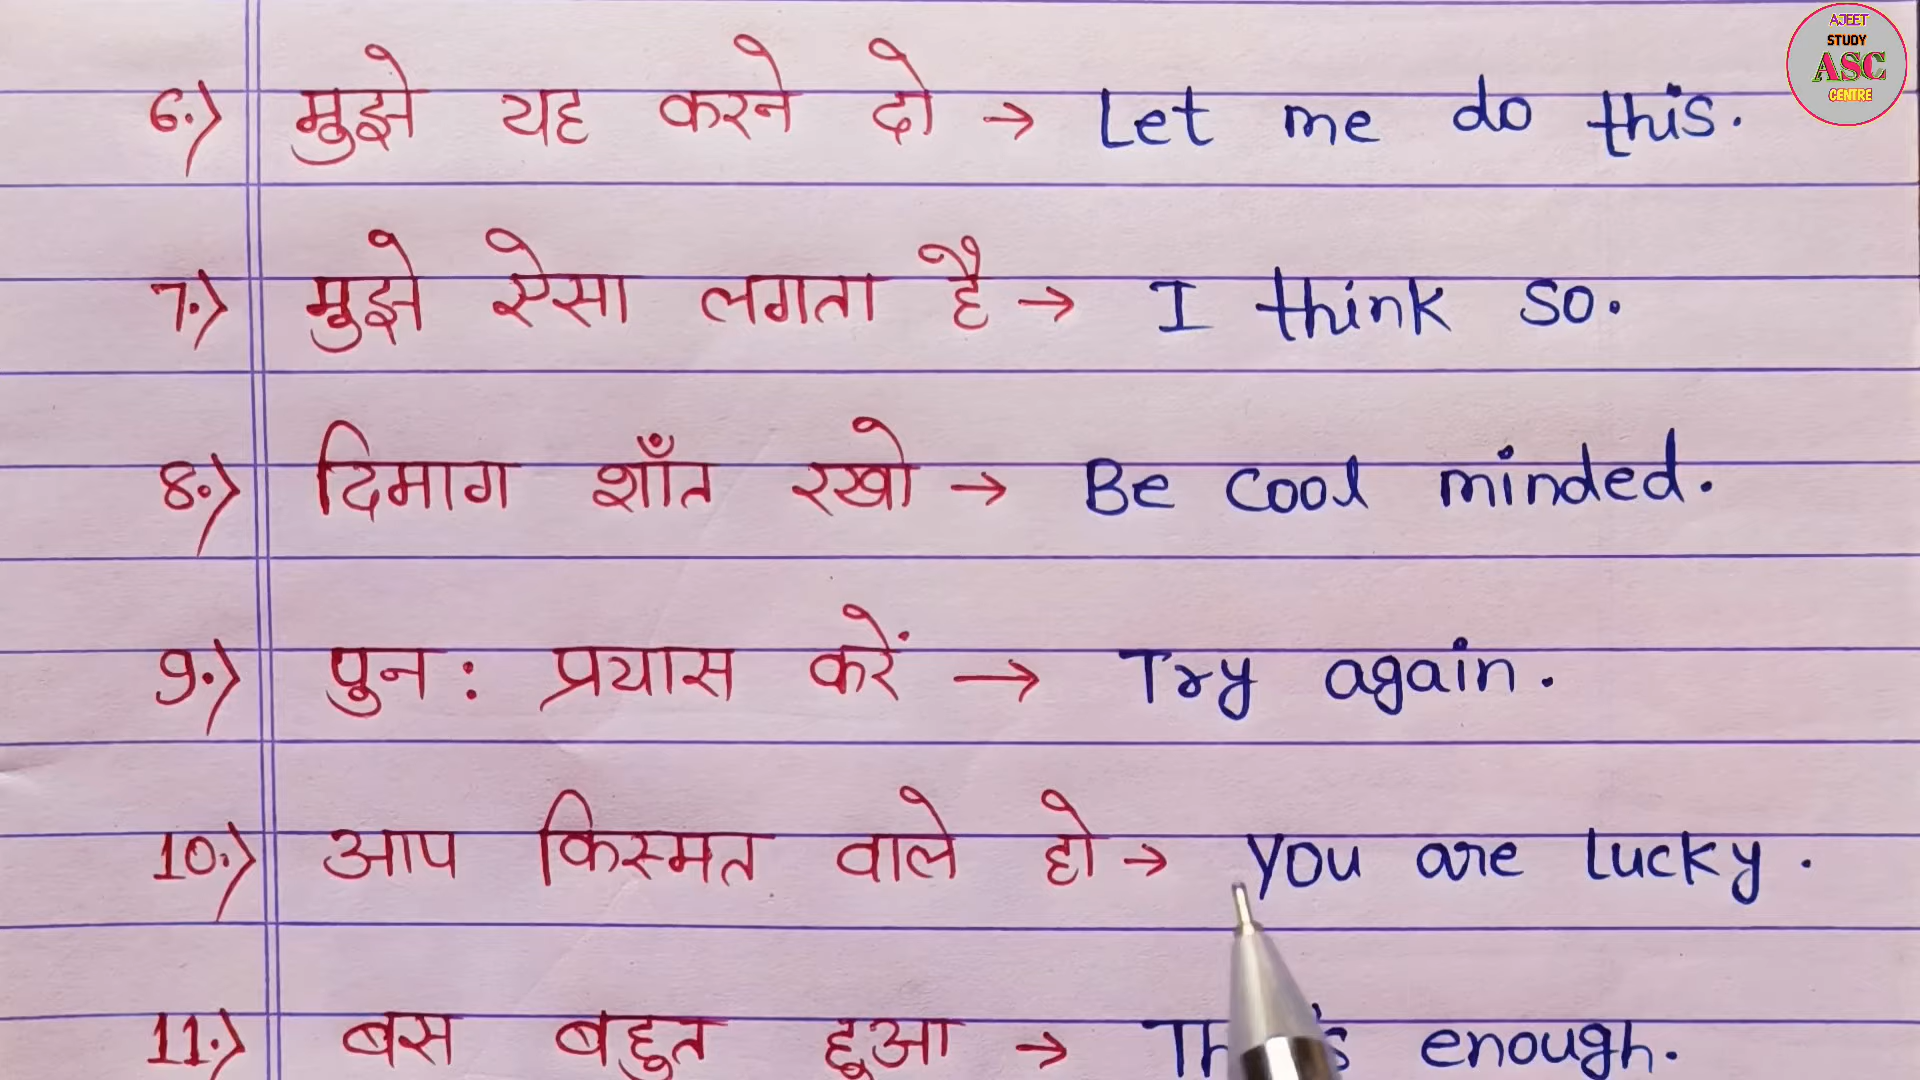 AJEET
STUDY
ASC
CENTRE
6.) मुझे यह करने दो → Let me do this.
7.) मुझे ऐसा लगता है → I think so.
8.) दिमाग शाँत रखो → Be cool minded.
9.) पुन: प्रयास करें → Try again.
10.) आप किस्मत वाले हो → You are lucky.
11.) बस बहुत हुआ → enough.